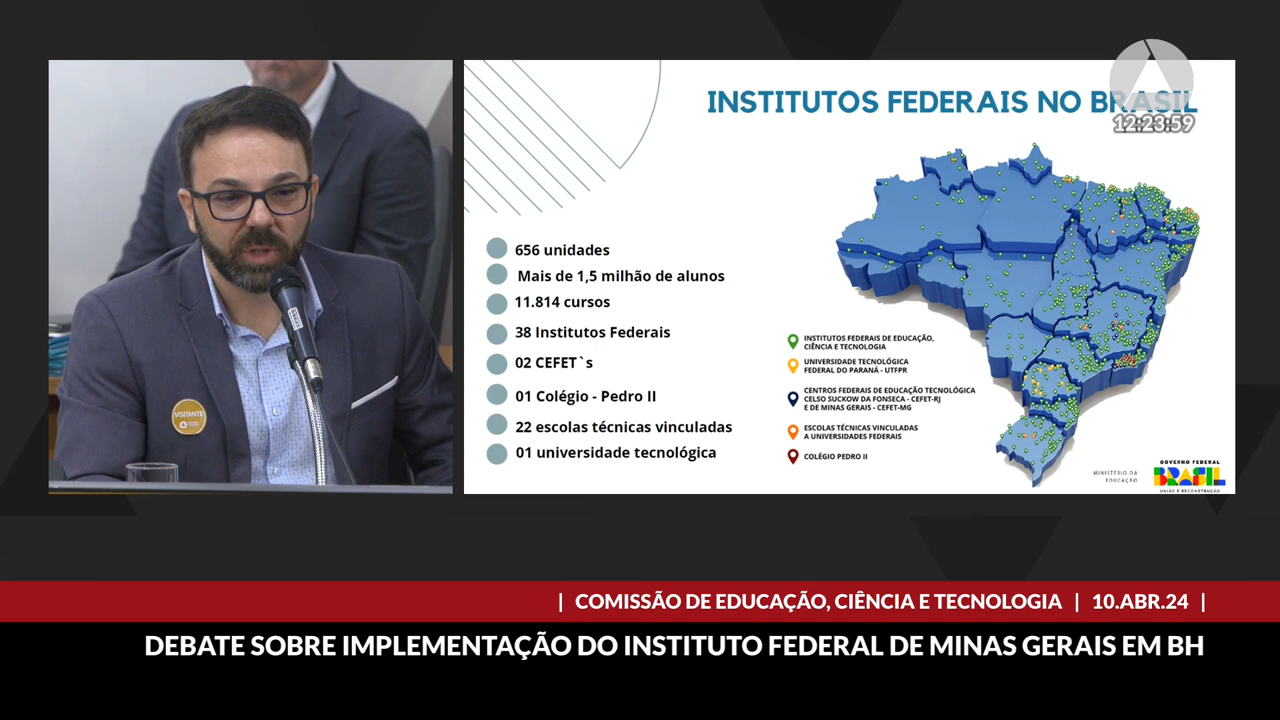 INSTITUTOS FEDERAIS NO BRASIL
12:23:59
656 unidades
Mais de 1,5 milhão de alunos
11.814 cursos
38 Institutos Federais
02 CEFET`s
01 Colégio - Pedro II
22 escolas técnicas vinculadas
01 universidade tecnológica
INSTITUTOS FEDERAIS DE EDUCAÇÃO,
CIÊNCIA E TECNOLOGIA
UNIVERSIDADE TECNOLÓGICA
FEDERAL DO PARANÁ - UTFPR
CENTROS FEDERAIS DE EDUCAÇÃO TECNOLÓGICA
CELSO SUCKOW DA FONSECA - CEFET-RJ
E DE MINAS GERAIS - CEFET-MG
ESCOLAS TÉCNICAS VINCULADAS
A UNIVERSIDADES FEDERAIS
COLÉGIO PEDRO II
MINISTÉRIO DA
EDUCAÇÃO
GOVERNO FEDERAL
BRASIL
UNIÃO E RECONSTRUÇÃO
VISITANTE
| COMISSÃO DE EDUCAÇÃO, CIÊNCIA E TECNOLOGIA | 10.ABR.24 |
DEBATE SOBRE IMPLEMENTAÇÃO DO INSTITUTO FEDERAL DE MINAS GERAIS EM BH